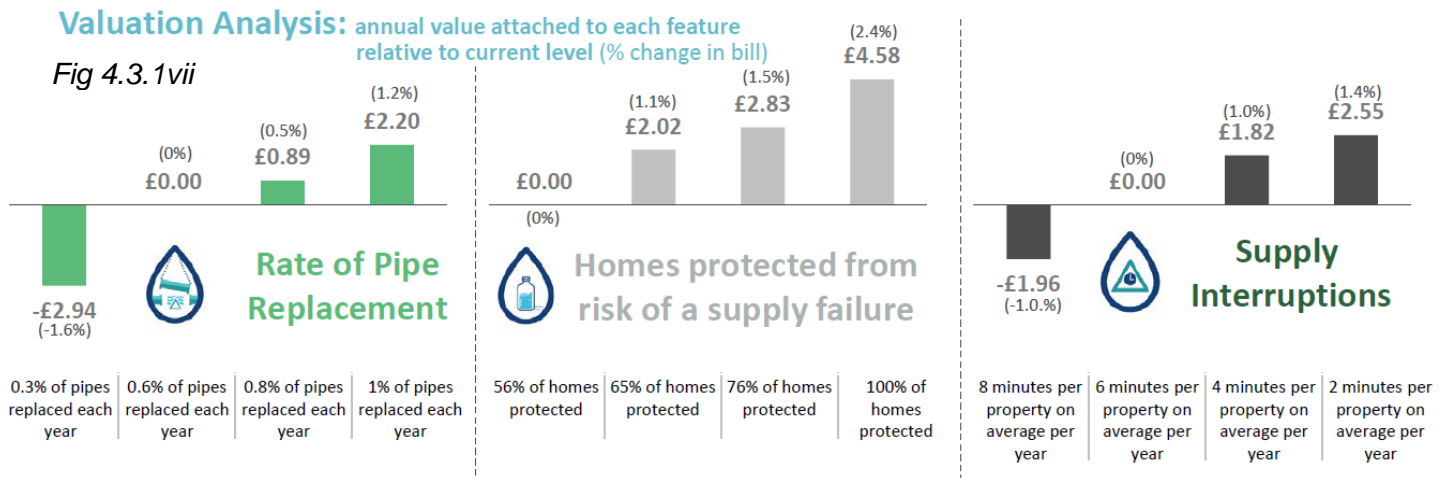 Valuation Analysis: annual value attached to each feature
relative to current level (% change in bill)
Fig 4.3.1vii
-£2.94
(-1.6%)
(0%)
£0.00
(0.5%)
£0.89
(1.2%)
£2.20
Rate of Pipe
Replacement
0.3% of pipes
replaced each
year
0.6% of pipes
replaced each
year
0.8% of pipes
replaced each
year
1% of pipes
replaced each
year
£0.00
(0%)
(1.1%)
£2.02
(1.5%)
£2.83
(2.4%)
£4.58
Homes protected from
risk of a supply failure
56% of homes
protected
65% of homes
protected
76% of homes
protected
100% of
homes
protected
-£1.96
(-1.0.%)
(0%)
£0.00
(1.0%)
£1.82
(1.4%)
£2.55
Supply
Interruptions
8 minutes per
property on
average per
year
6 minutes per
property on
average per
year
4 minutes per
property on
average per
year
2 minutes per
property on
average per
year